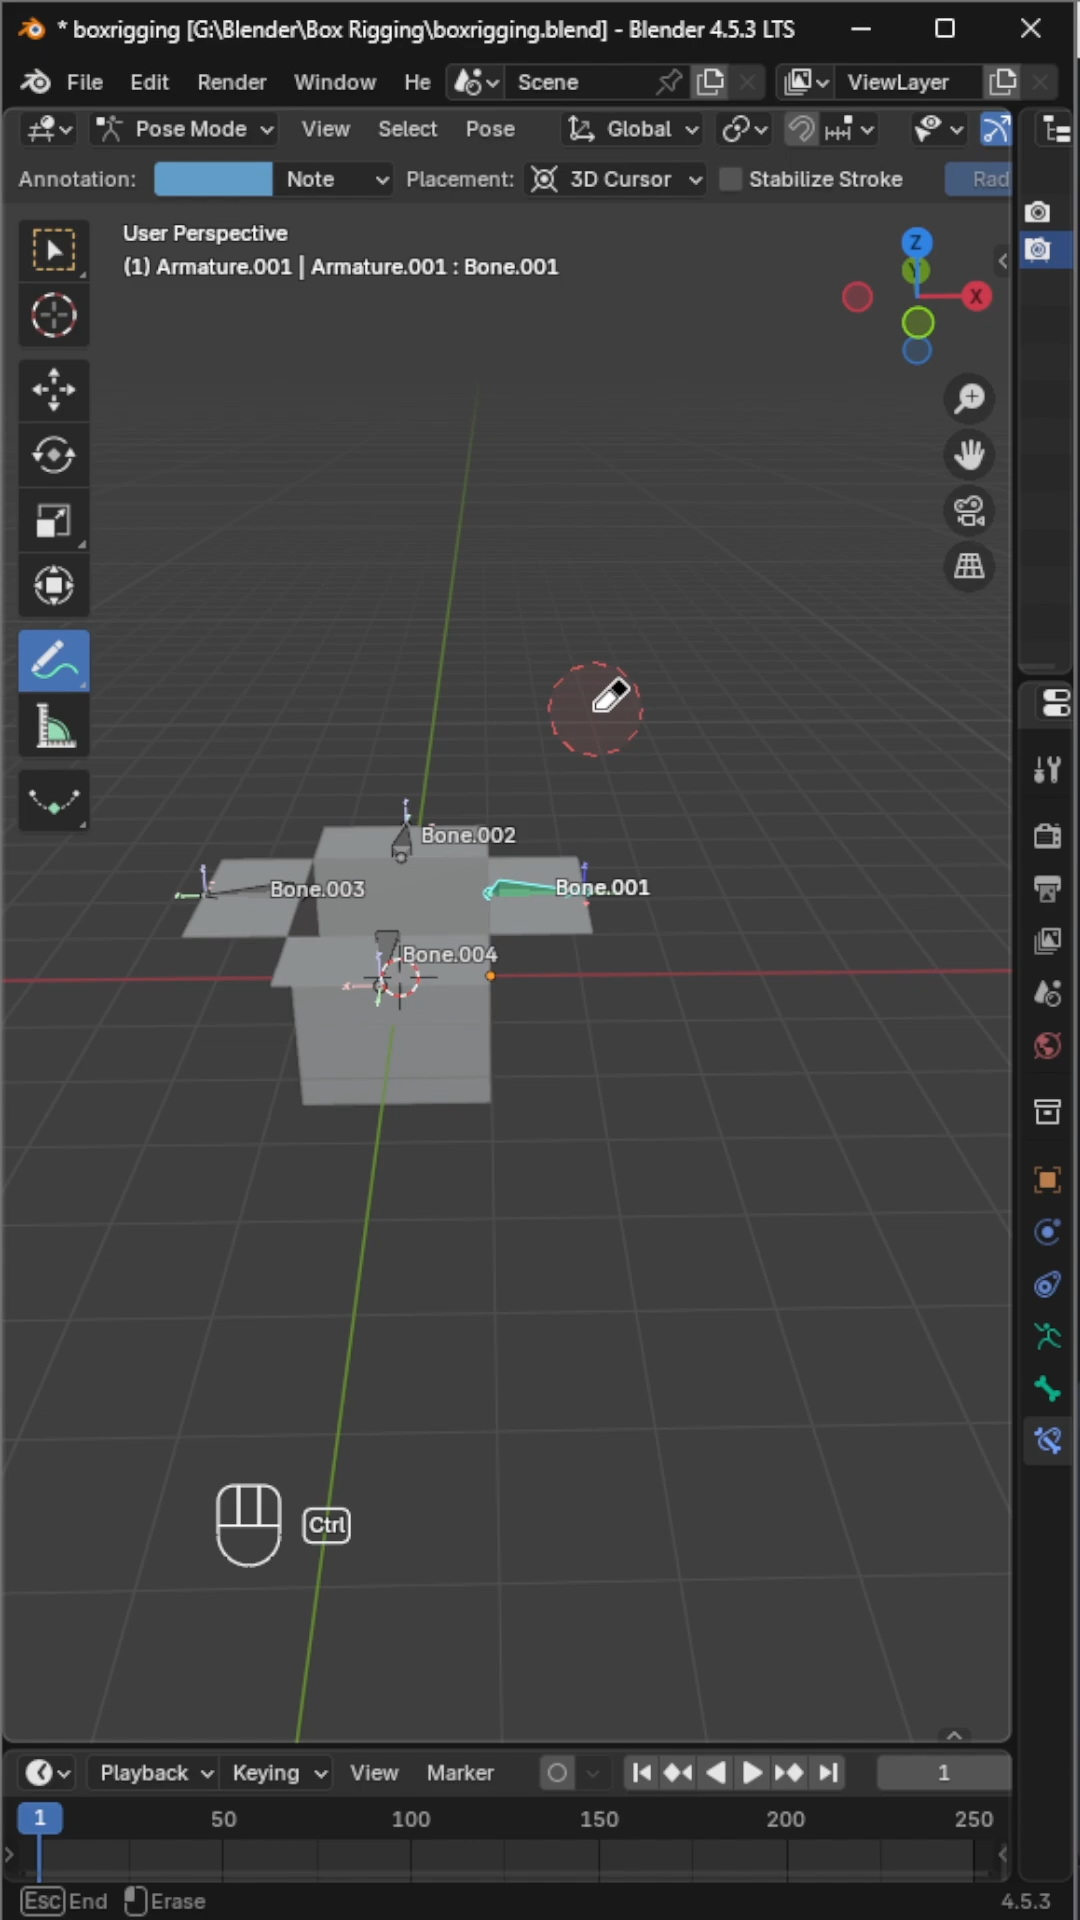 * boxrigging [G:\Blender\Box Rigging\boxrigging.blend] - Blender 4.5.3 LTS
File Edit Render Window He Scene ViewLayer
Pose Mode View Select Pose Global
Annotation: Note Placement: 3D Cursor Stabilize Stroke Rad
User Perspective
(1) Armature.001 | Armature.001 : Bone.001
Z
Y
X
Bone.002
Bone.003
Bone.001
Bone.004
Ctrl
Playback Keying View Marker 1
1 50 100 150 200 250
Esc End Erase 4.5.3